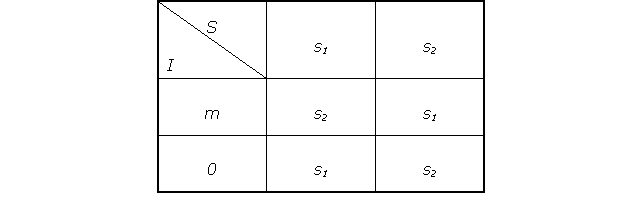 S
I s₁ s₂
m s₂ s₁
0 s₁ s₂